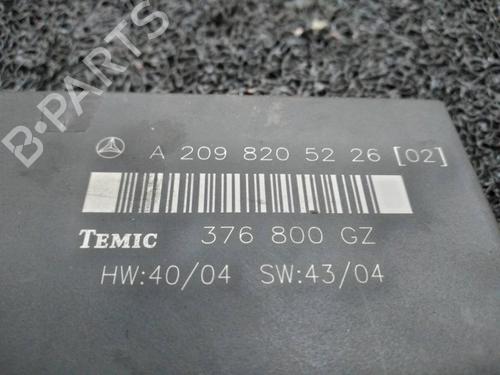 B-PARTS
A 209 820 52 26 [02]
TEMIC 376 800 GZ
HW:40/04 SW:43/04